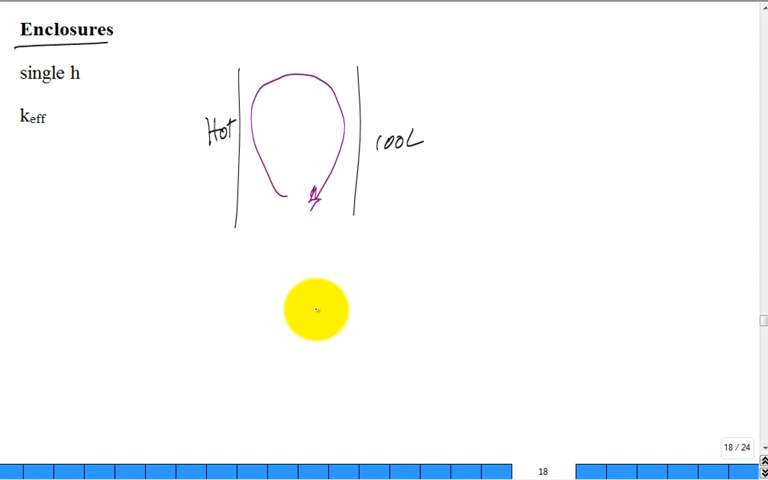 Enclosures
single h
keff
Hot
COOL
18 / 24
18